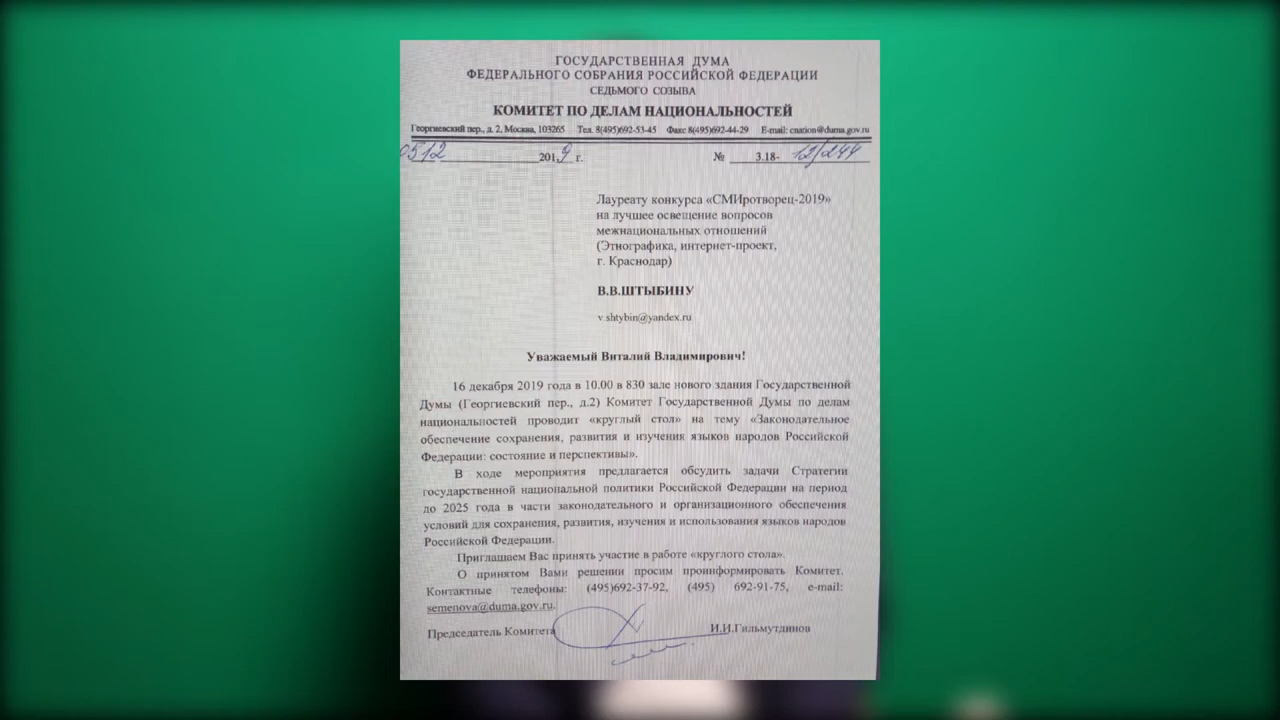 ГОСУДАРСТВЕННАЯ ДУМА
ФЕДЕРАЛЬНОГО СОБРАНИЯ РОССИЙСКОЙ ФЕДЕРАЦИИ
СЕДЬМОГО СОЗЫВА
КОМИТЕТ ПО ДЕЛАМ НАЦИОНАЛЬНОСТЕЙ
Георгиевский пер., д. 2, Москва, 103265 Тел. 8(495)692-53-45 Факс 8(495)692-44-29 E-mail: cnation@duma.gov.ru
0512 2019 г. № 3.18-12/244
Лауреату конкурса «СМИротворец-2019»
на лучшее освещение вопросов
межнациональных отношений
(Этнографика, интернет-проект,
г. Краснодар)
В.В.ШТЫБИНУ
v.shtybin@yandex.ru
Уважаемый Виталий Владимирович!
16 декабря 2019 года в 10.00 в 830 зале нового здания Государственной
Думы (Георгиевский пер., д.2) Комитет Государственной Думы по делам
национальностей проводит «круглый стол» на тему «Законодательное
обеспечение сохранения, развития и изучения языков народов Российской
Федерации: состояние и перспективы».
В ходе мероприятия предлагается обсудить задачи Стратегии
государственной национальной политики Российской Федерации на период
до 2025 года в части законодательного и организационного обеспечения
условий для сохранения, развития, изучения и использования языков народов
Российской Федерации.
Приглашаем Вас принять участие в работе «круглого стола».
О принятом Вами решении просим проинформировать Комитет.
Контактные телефоны: (495)692-37-92, (495) 692-91-75, e-mail:
semenova@duma.gov.ru.
Председатель Комитета И.И.Гильмутдинов